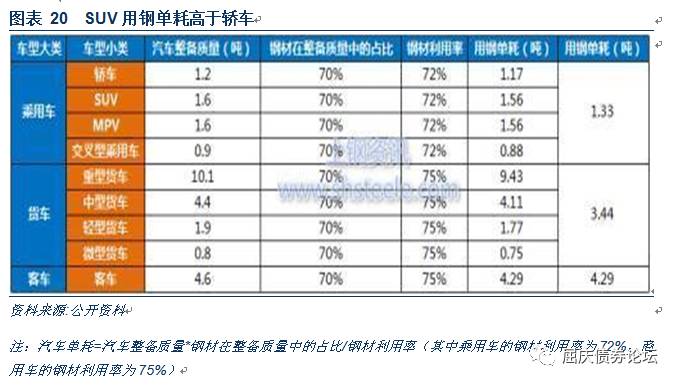 图表 20 SUV 用钢单耗高于轿车
车型大类 车型小类 汽车整备质量（吨） 钢材在整备质量中的占比 钢材利用率 用钢单耗（吨） 用钢单耗（吨）
乘用车 轿车 1.2 70% 72% 1.17 1.33
SUV 1.6 70% 72% 1.56
MPV 1.6 70% 72% 1.56
交叉型乘用车 0.9 70% 72% 0.88
货车 重型货车 10.1 70% 75% 9.43 3.44
中型货车 4.4 70% 75% 4.11
轻型货车 1.9 70% 75% 1.77
微型货车 0.8 70% 75% 0.75
客车 客车 4.6 70% 75% 4.29 4.29
www.shsteele.com
资料来源:公开资料
注：汽车单耗=汽车整备质量*钢材在整备质量中的占比/钢材利用率（其中乘用车的钢材利用率为72%，商
用车的钢材利用率为75%）
屈庆债券论坛